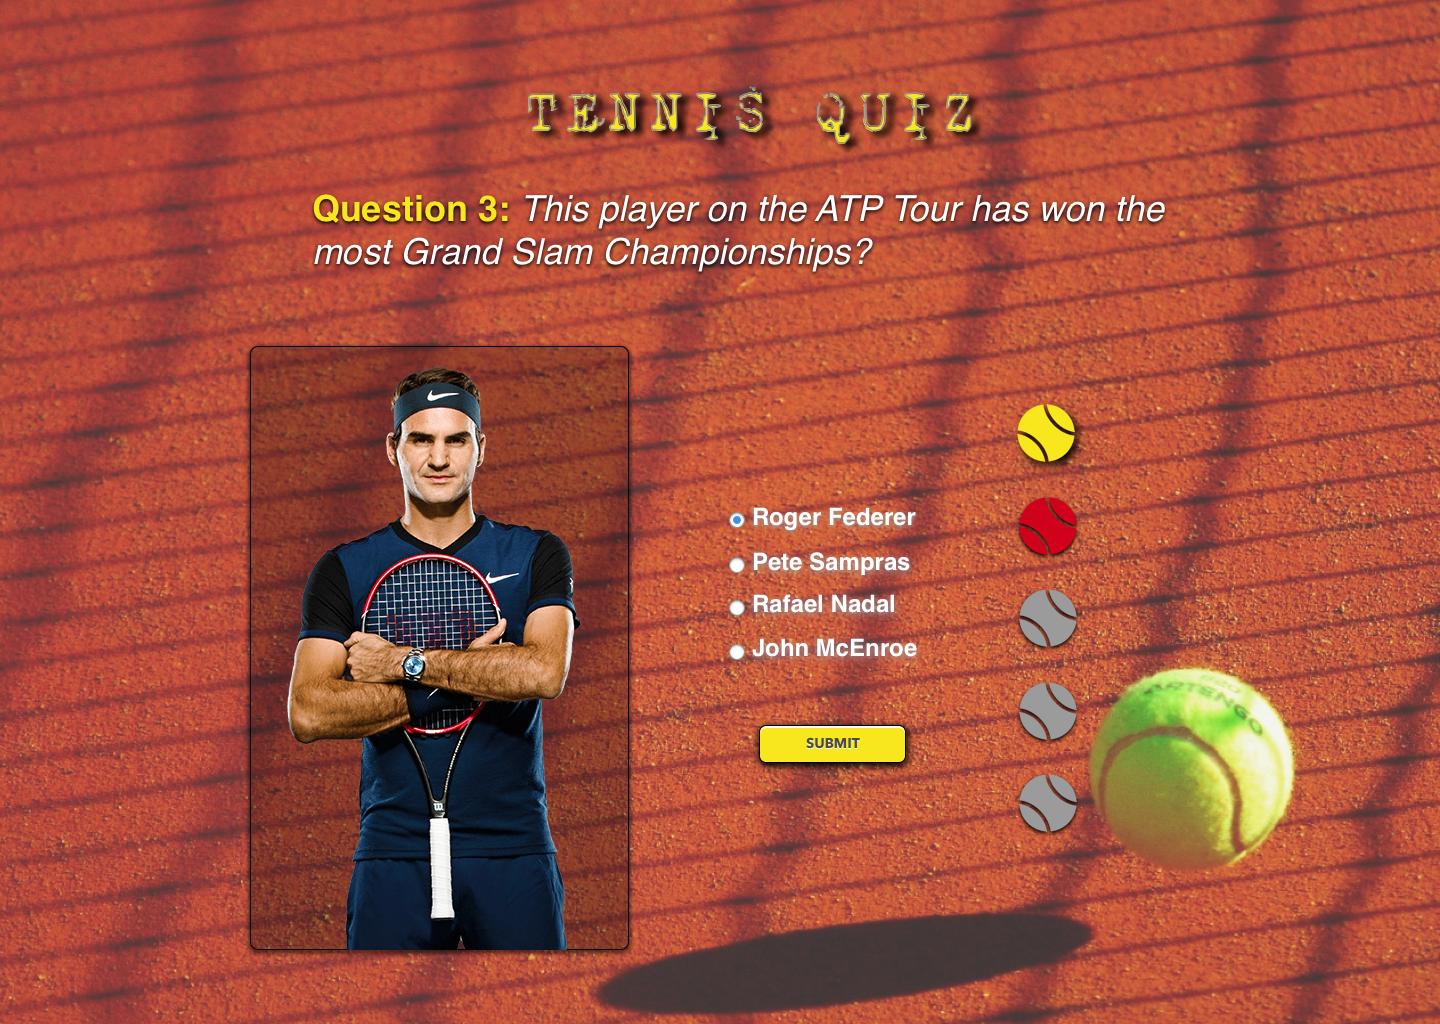 TENNIS QUIZ
Question 3: This player on the ATP Tour has won the
most Grand Slam Championships?
Roger Federer
Pete Sampras
Rafael Nadal
John McEnroe
SUBMIT
ARTENGO